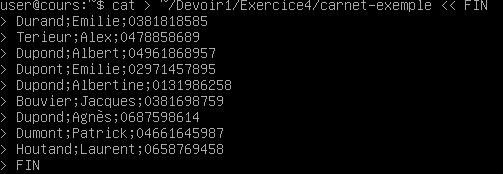 user@cours:~$ cat > ~/Devoir1/Exercice4/carnet-exemple << FIN
> Durand;Emilie;0381818585
> Terieur;Alex;0478858689
> Dupond;Albert;04961868957
> Dupont;Emilie;02971457895
> Dupond;Albertine;0131986258
> Bouvier;Jacques;0381698759
> Dupond;Agnès;0687598614
> Dumont;Patrick;04661645987
> Houtand;Laurent;0658769458
> FIN